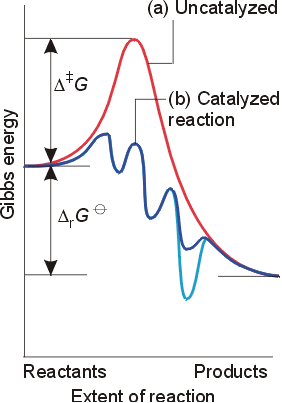 (a) Uncatalyzed
Δ‡G
(b) Catalyzed
reaction
Gibbs energy
ΔrG⊖
Reactants Products
Extent of reaction